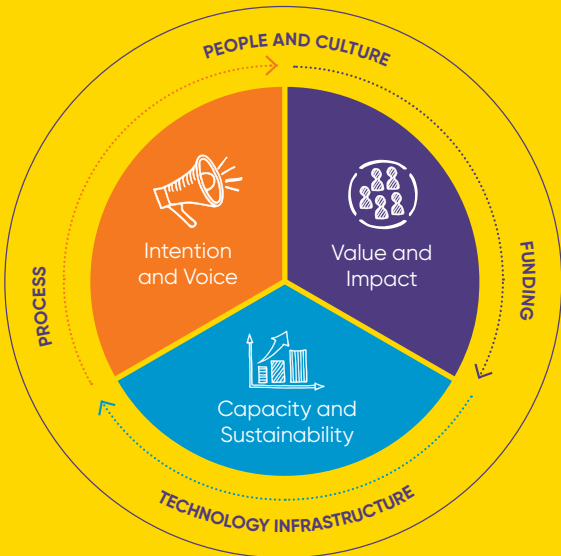 PEOPLE AND CULTURE
Intention
and Voice
Value and
Impact
PROCESS
FUNDING
Capacity and
Sustainability
TECHNOLOGY INFRASTRUCTURE